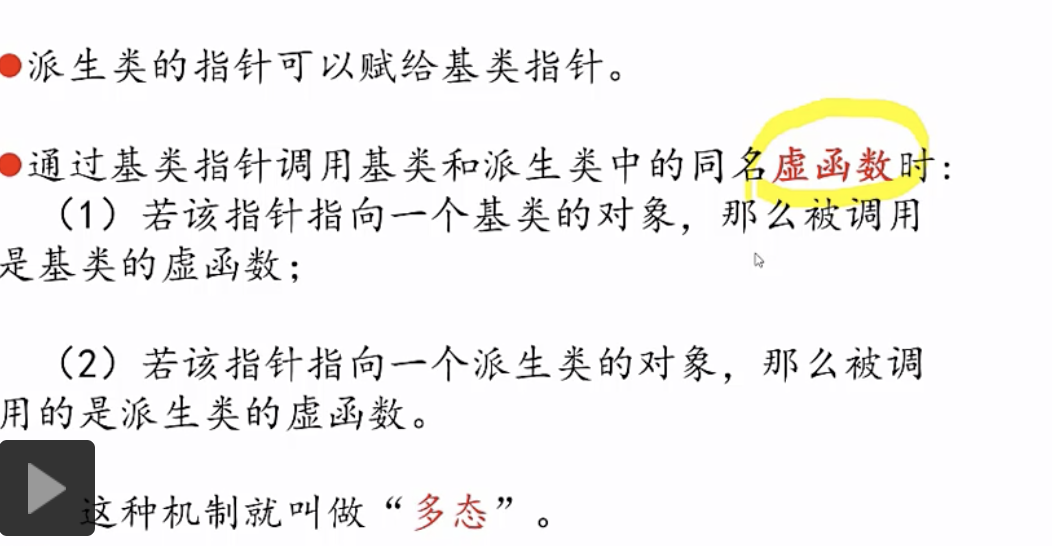 派生类的指针可以赋给基类指针。
通过基类指针调用基类和派生类中的同名虚函数时:
(1)若该指针指向一个基类的对象,那么被调用
是基类的虚函数;
(2)若该指针指向一个派生类的对象,那么被调
用的是派生类的虚函数。
这种机制就叫做“多态”。